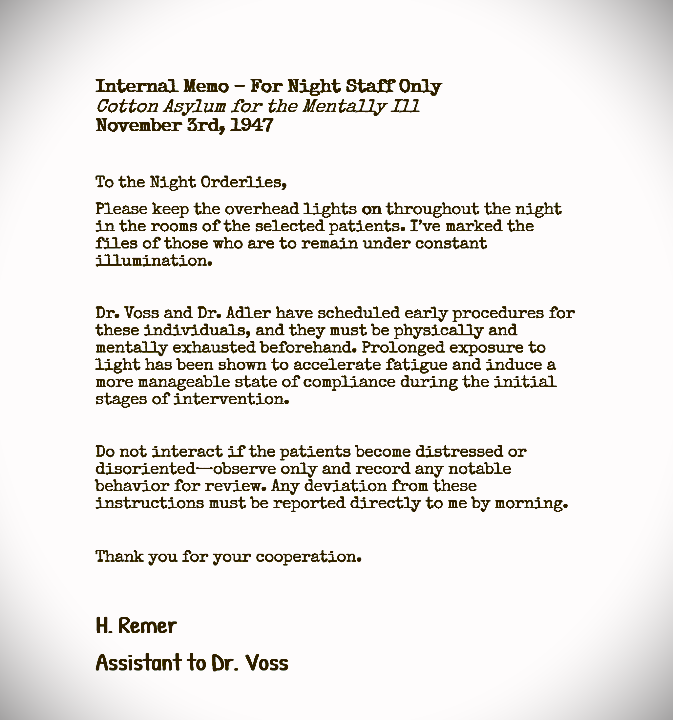 Internal Memo – For Night Staff Only
Cotton Asylum for the Mentally Ill
November 3rd, 1947
To the Night Orderlies,
Please keep the overhead lights on throughout the night
in the rooms of the selected patients. I've marked the
files of those who are to remain under constant
illumination.
Dr. Voss and Dr. Adler have scheduled early procedures for
these individuals, and they must be physically and
mentally exhausted beforehand. Prolonged exposure to
light has been shown to accelerate fatigue and induce a
more manageable state of compliance during the initial
stages of intervention.
Do not interact if the patients become distressed or
disoriented—observe only and record any notable
behavior for review. Any deviation from these
instructions must be reported directly to me by morning.
Thank you for your cooperation.
H. Remer
Assistant to Dr. Voss